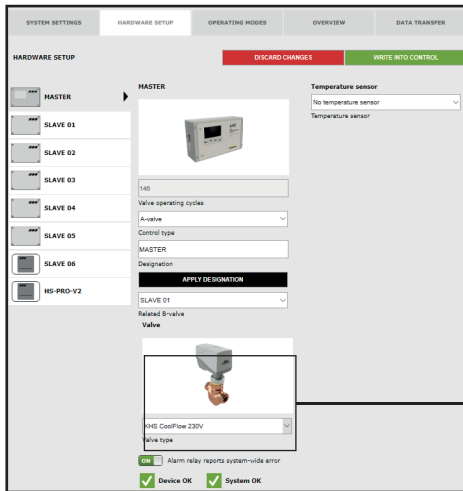 SYSTEM SETTINGS
HARDWARE SETUP
OPERATING MODES
OVERVIEW
DATA TRANSFER
HARDWARE SETUP
DISCARD CHANGES
WRITE INTO CONTROL
MASTER
SLAVE 01
SLAVE 02
SLAVE 03
SLAVE 04
SLAVE 05
SLAVE 06
HS-PRO-V2
MASTER
146
Valve operating cycles
A-valve
Control type
MASTER
Designation
APPLY DESIGNATION
SLAVE 01
Related B-valve
Valve
KHS CoolFlow 230V
Valve type
ON Alarm relay reports system-wide error
Device OK System OK
Temperature sensor
No temperature sensor
Temperature sensor